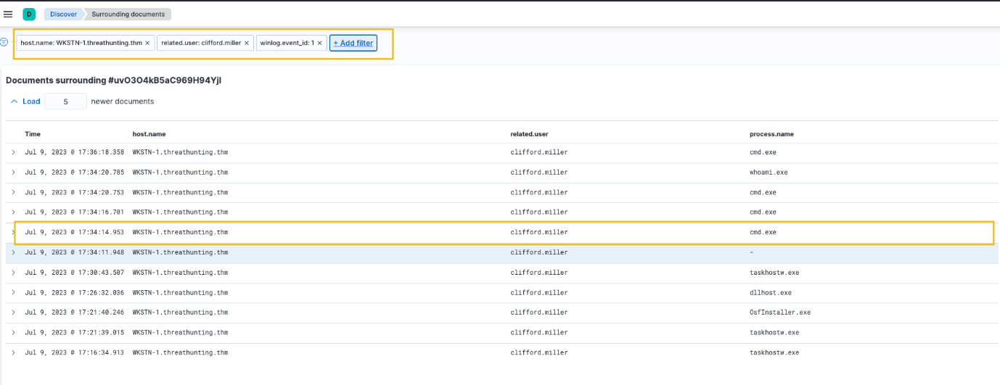 D Discover Surrounding documents
host.name: WKSTN-1.threathunting.thm × related.user: clifford.miller × winlog.event_id: 1 × + Add filter
Documents surrounding #uvO3O4kB5aC969H94YjI
Load 5 newer documents
Time host.name related.user process.name
Jul 9, 2023 @ 17:36:18.358 WKSTN-1.threathunting.thm clifford.miller cmd.exe
Jul 9, 2023 @ 17:34:20.785 WKSTN-1.threathunting.thm clifford.miller whoami.exe
Jul 9, 2023 @ 17:34:20.753 WKSTN-1.threathunting.thm clifford.miller cmd.exe
Jul 9, 2023 @ 17:34:16.701 WKSTN-1.threathunting.thm clifford.miller cmd.exe
Jul 9, 2023 @ 17:34:14.953 WKSTN-1.threathunting.thm clifford.miller cmd.exe
Jul 9, 2023 @ 17:34:11.948 WKSTN-1.threathunting.thm clifford.miller -
Jul 9, 2023 @ 17:30:43.507 WKSTN-1.threathunting.thm clifford.miller taskhostw.exe
Jul 9, 2023 @ 17:26:32.036 WKSTN-1.threathunting.thm clifford.miller dllhost.exe
Jul 9, 2023 @ 17:21:40.246 WKSTN-1.threathunting.thm clifford.miller OsfInstaller.exe
Jul 9, 2023 @ 17:21:39.015 WKSTN-1.threathunting.thm clifford.miller taskhostw.exe
Jul 9, 2023 @ 17:16:34.913 WKSTN-1.threathunting.thm clifford.miller taskhostw.exe